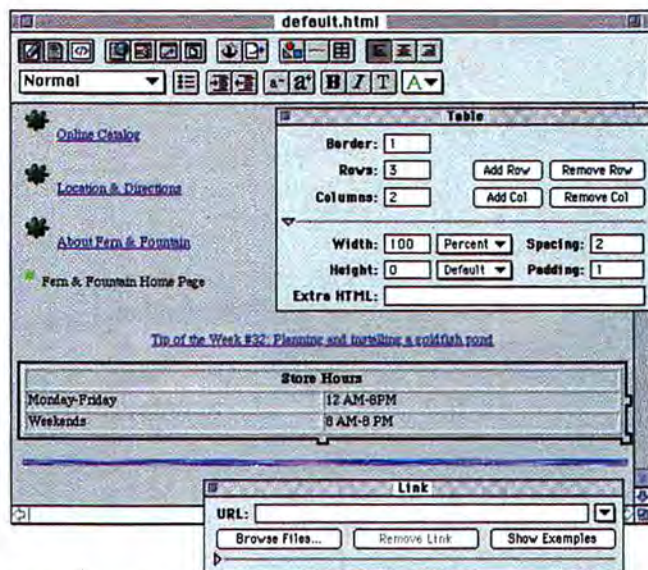 default.html
Normal
a- a+ B I T A
Online Catalog
Location & Directions
About Fern & Fountain
Fern & Fountain Home Page
Table
Border: 1
Rows: 3 Add Row Remove Row
Columns: 2 Add Col Remove Col
Width: 100 Percent Spacing: 2
Height: 0 Default Padding: 1
Extra HTML:
Tip of the Week #32: Planning and installing a goldfish pond
Store Hours
Monday-Friday 12 AM-8PM
Weekends 8 AM-8 PM
Link
URL:
Browse Files... Remove Link Show Examples